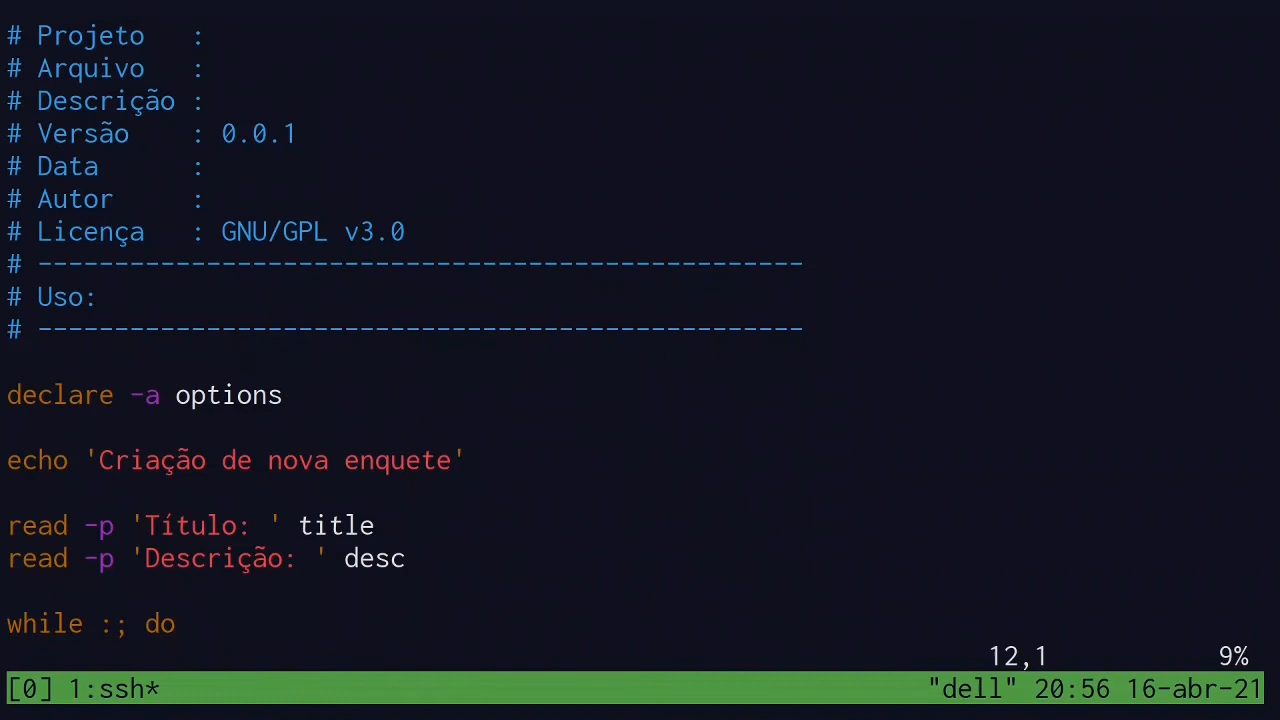 # Projeto   :
# Arquivo   :
# Descrição :
# Versão    : 0.0.1
# Data      :
# Autor     :
# Licença   : GNU/GPL v3.0
# --------------------------------------------------
# Uso:
# --------------------------------------------------
declare -a options
echo 'Criação de nova enquete'
read -p 'Título: ' title
read -p 'Descrição: ' desc
while :; do
12,1 9%
[0] 1:ssh* "dell" 20:56 16-abr-21